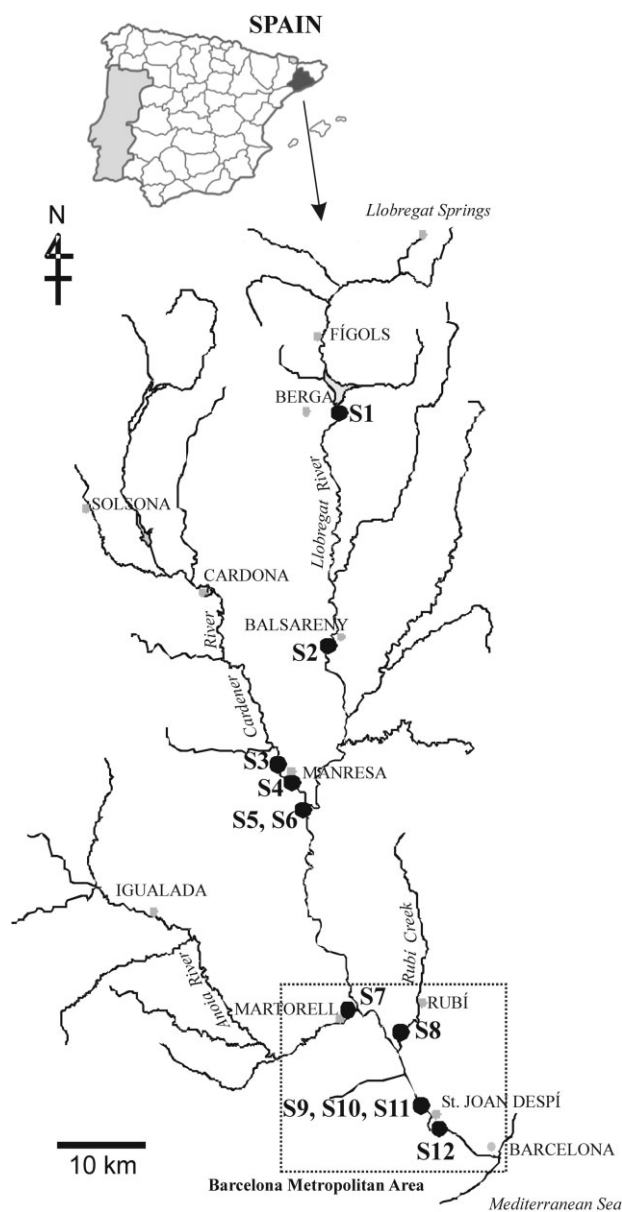 SPAIN
N
Llobregat Springs
FÍGOLS
BERGA
S1
Llobregat River
SOLSONA
CARDONA
BALSARENY
S2
Cardener River
S3
MANRESA
S4
S5, S6
IGUALADA
Rubí Creek
Anoia River
S7
MARTORELL
RUBÍ
S8
S9, S10, S11
St. JOAN DESPÍ
S12
BARCELONA
10 km
Barcelona Metropolitan Area
Mediterranean Sea